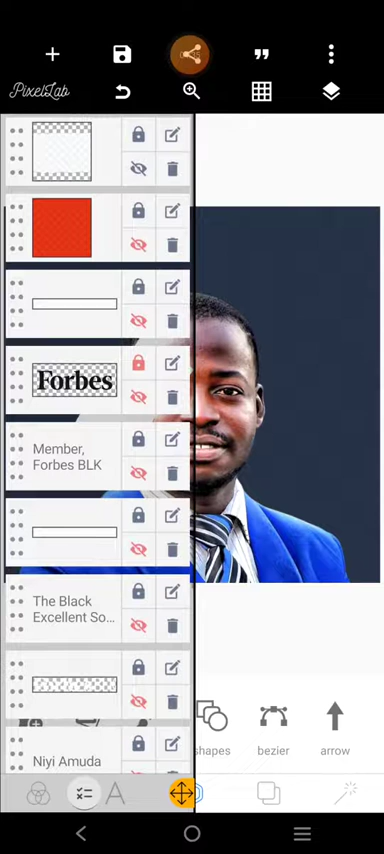 PixelLab
Forbes
Member,
Forbes BLK
The Black
Excellent So...
Niyi Amuda
shapes
bezier
arrow